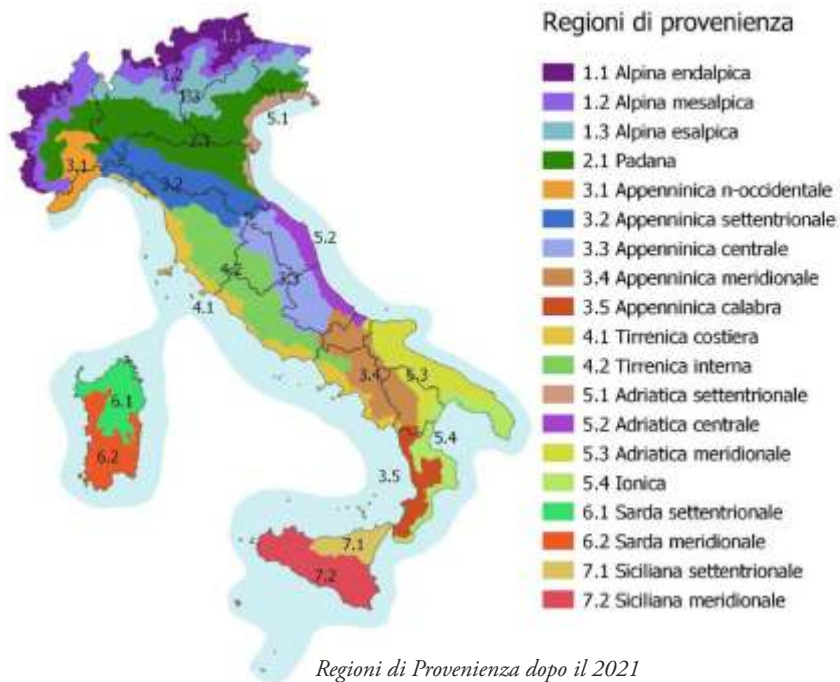 Regioni di provenienza
1.1 Alpina endalpica
1.2 Alpina mesalpica
1.3 Alpina esalpica
2.1 Padana
3.1 Appenninica n-occidentale
3.2 Appenninica settentrionale
3.3 Appenninica centrale
3.4 Appenninica meridionale
3.5 Appenninica calabra
4.1 Tirrenica costiera
4.2 Tirrenica interna
5.1 Adriatica settentrionale
5.2 Adriatica centrale
5.3 Adriatica meridionale
5.4 Ionica
6.1 Sarda settentrionale
6.2 Sarda meridionale
7.1 Siciliana settentrionale
7.2 Siciliana meridionale
1.1
1.2
1.3
5.1
2.1
3.1
3.2
5.2
4.2
3.3
4.1
3.4
5.3
6.1
5.4
6.2
3.5
7.1
7.2
Regioni di Provenienza dopo il 2021